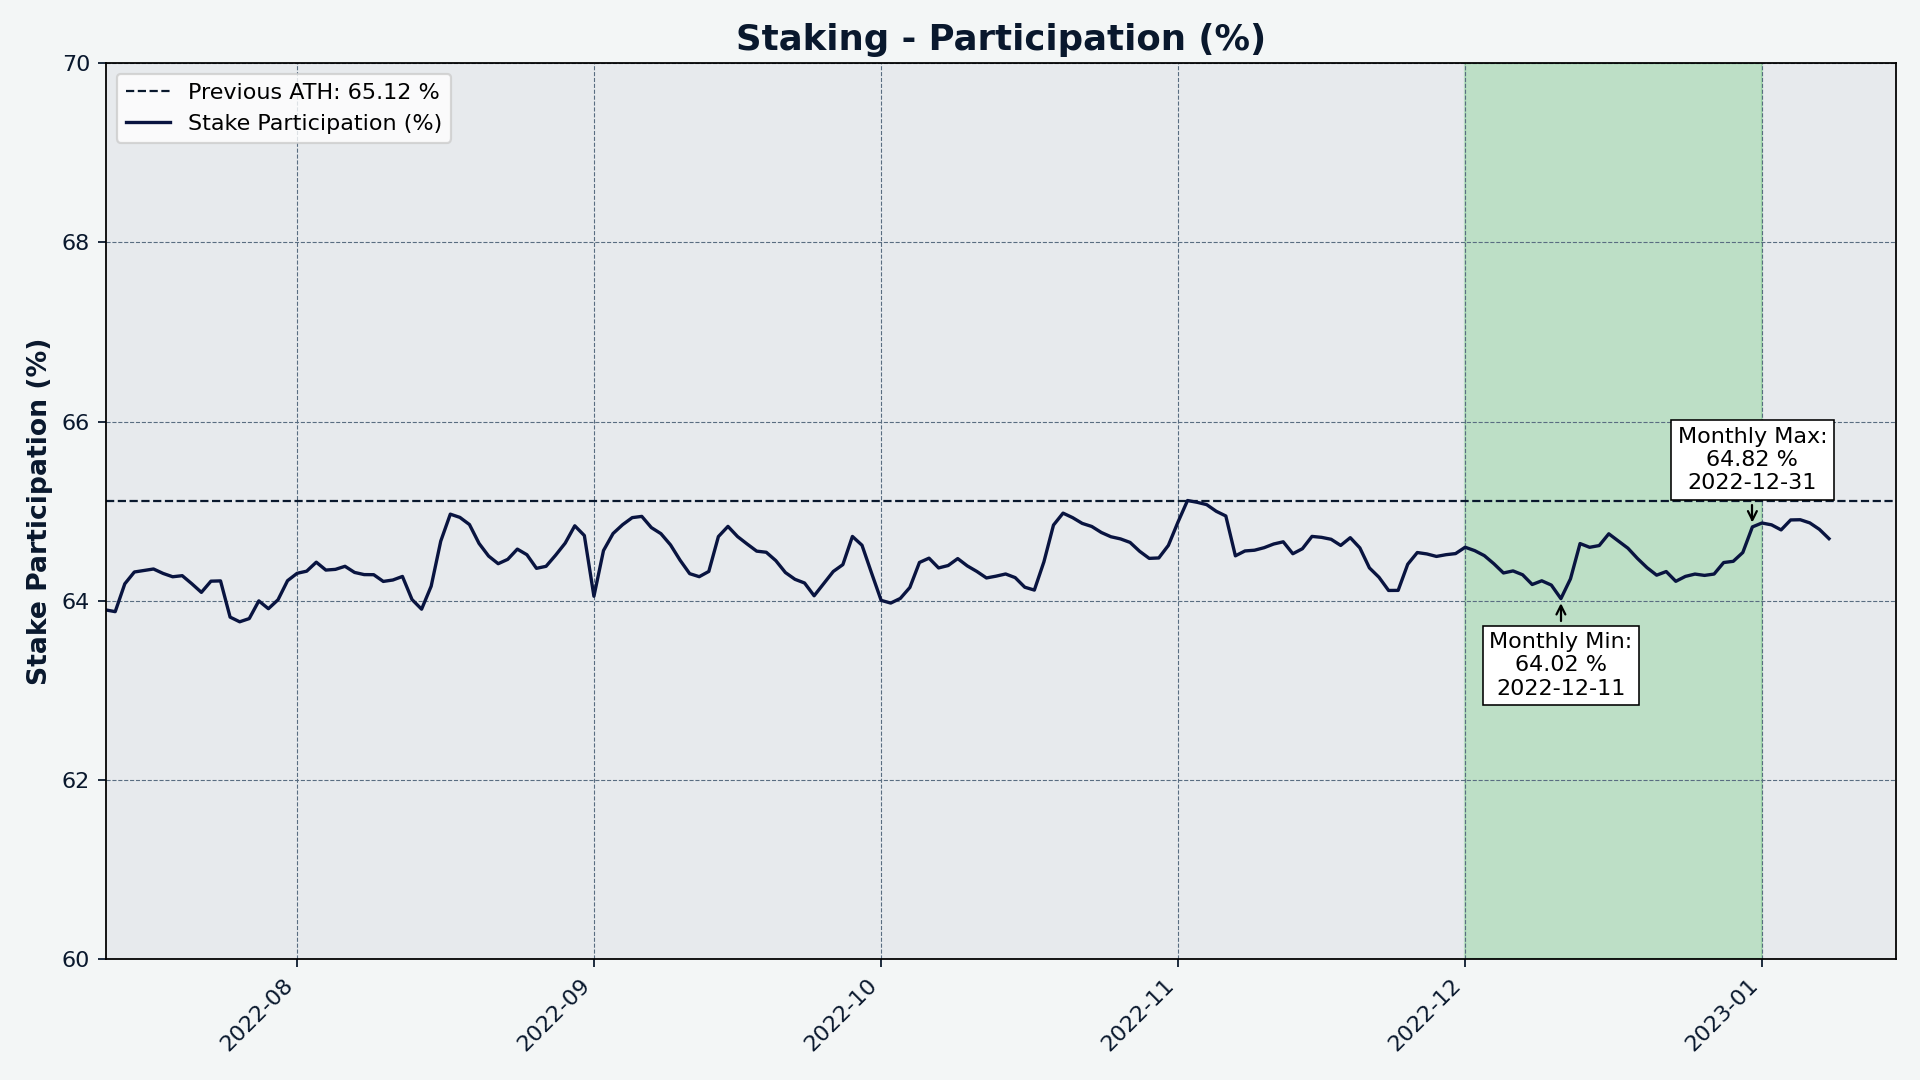 Staking - Participation (%)
Previous ATH: 65.12 %
Stake Participation (%)
Stake Participation (%)
70
68
66
64
62
60
Monthly Max:
64.82 %
2022-12-31
Monthly Min:
64.02 %
2022-12-11
2022-08
2022-09
2022-10
2022-11
2022-12
2023-01